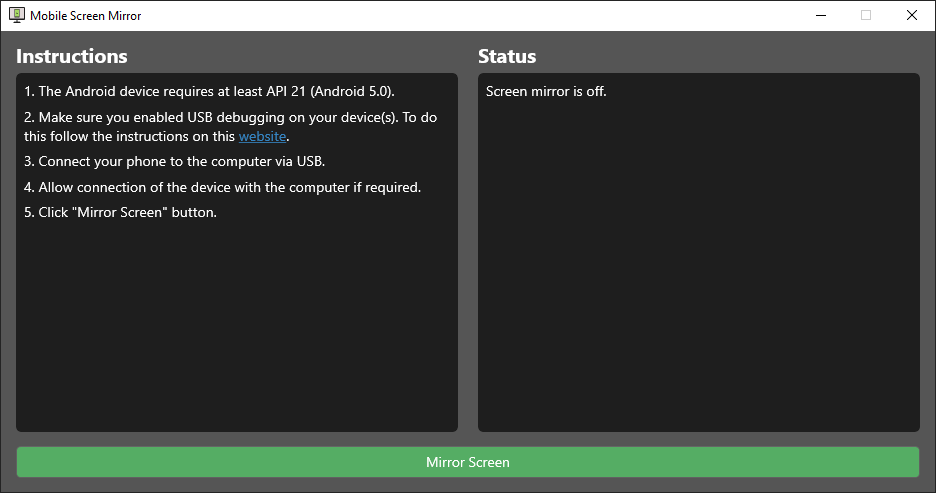 Mobile Screen Mirror
Instructions
1. The Android device requires at least API 21 (Android 5.0).
2. Make sure you enabled USB debugging on your device(s). To do
this follow the instructions on this website.
3. Connect your phone to the computer via USB.
4. Allow connection of the device with the computer if required.
5. Click "Mirror Screen" button.
Status
Screen mirror is off.
Mirror Screen